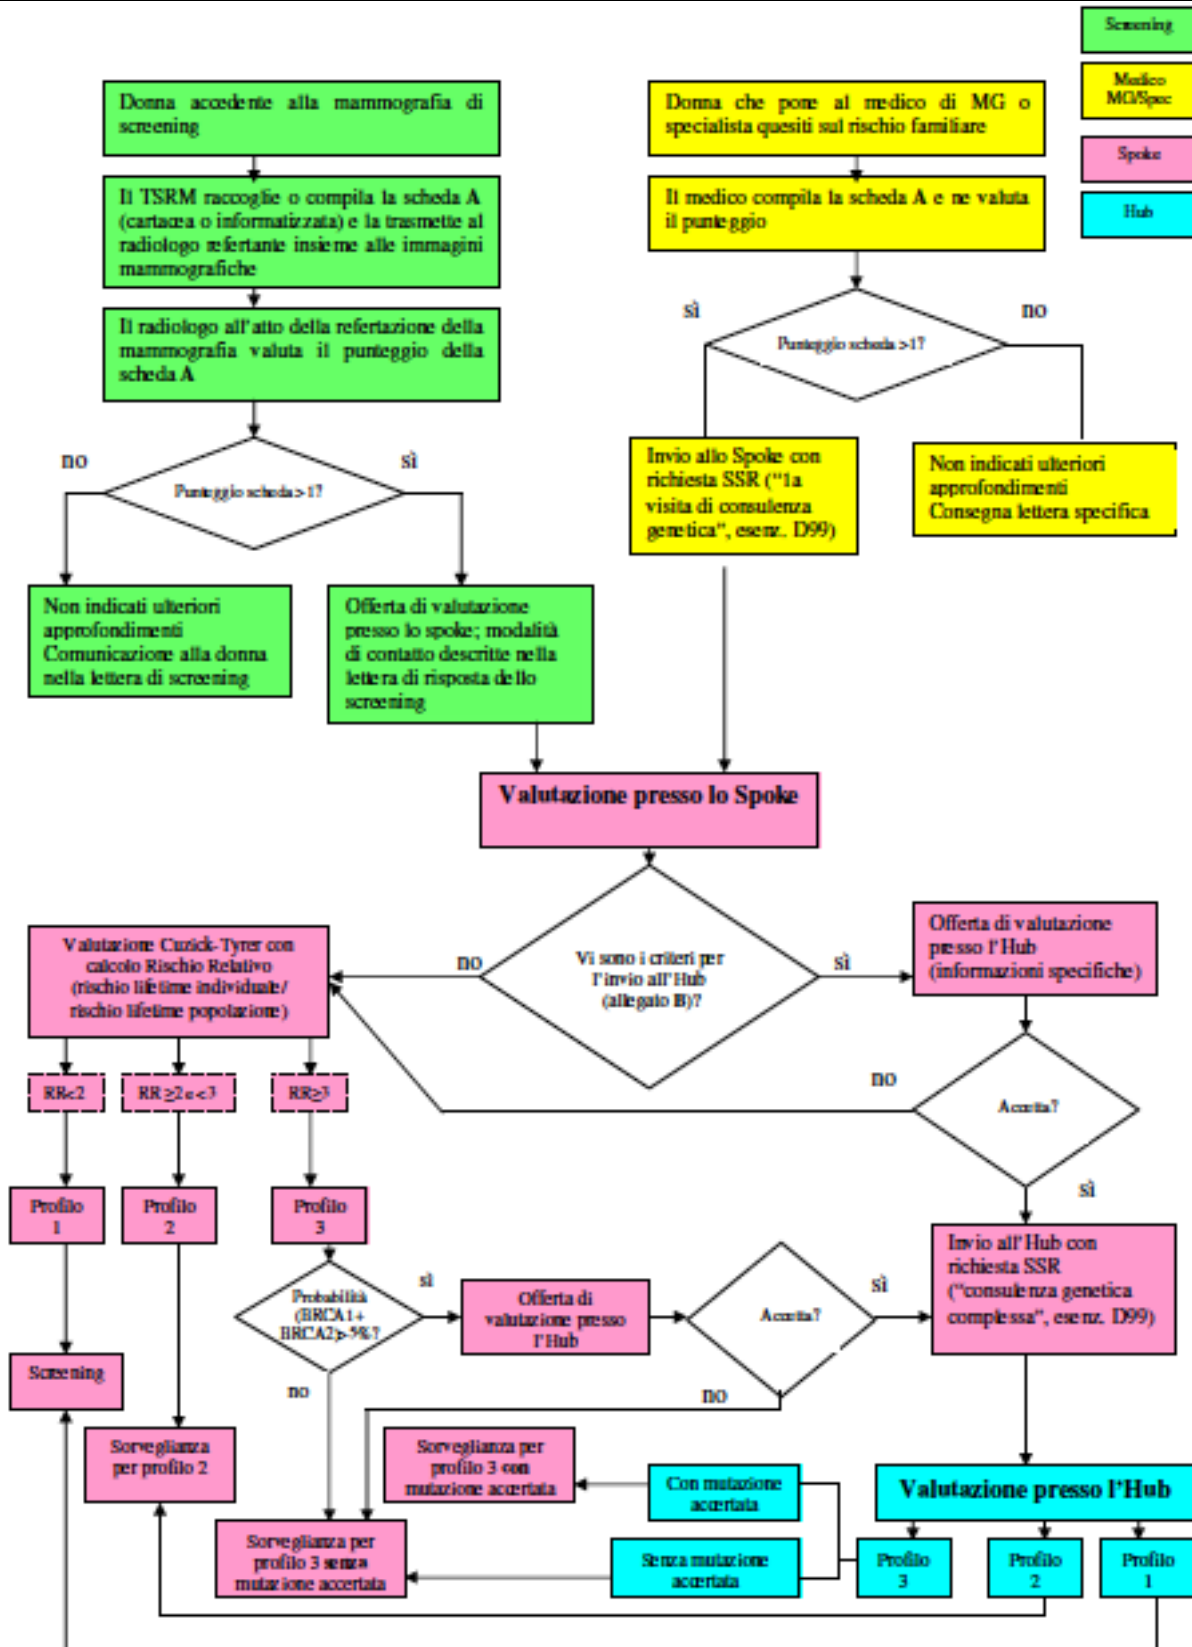 Screening
Medico
MG/Spec
Spoke
Hub
Donna accedente alla mammografia di
screening
Il TSRM raccoglie o compila la scheda A
(cartacea o informatizzata) e la trasmette al
radiologo refertante insieme alle immagini
mammografiche
Il radiologo all'atto della refertazione della
mammografia valuta il punteggio della
scheda A
no
sì
Punteggio scheda >1?
Non indicati ulteriori
approfondimenti
Comunicazione alla donna
nella lettera di screening
Offerta di valutazione
presso lo spoke; modalità
di contatto descritte nella
lettera di risposta dello
screening
Donna che pone al medico di MG o
specialista quesiti sul rischio familiare
Il medico compila la scheda A e ne valuta
il punteggio
sì
no
Punteggio scheda >1?
Invio allo Spoke con
richiesta SSR ("1a
visita di consulenza
genetica", esenz. D99)
Non indicati ulteriori
approfondimenti
Consegna lettera specifica
Valutazione presso lo Spoke
Vi sono i criteri per
l'invio all'Hub
(allegato B)?
no
sì
Valutazione Cuzick-Tyrer con
calcolo Rischio Relativo
(rischio lifetime individuale/
rischio lifetime popolazione)
Offerta di valutazione
presso l'Hub
(informazioni specifiche)
RR<2
RR ≥2 e <3
RR≥3
no
Accetta?
sì
Profilo
1
Profilo
2
Profilo
3
Invio all'Hub con
richiesta SSR
("consulenza genetica
complessa", esenz. D99)
Probabilità
(BRCA1+
BRCA2)>5%?
sì
Offerta di
valutazione presso
l'Hub
Accetta?
sì
no
no
Screening
Sorveglianza
per profilo 2
Sorveglianza per
profilo 3 con
mutazione accertata
Sorveglianza per
profilo 3 senza
mutazione accertata
Con mutazione
accertata
Senza mutazione
accertata
Valutazione presso l'Hub
Profilo
3
Profilo
2
Profilo
1